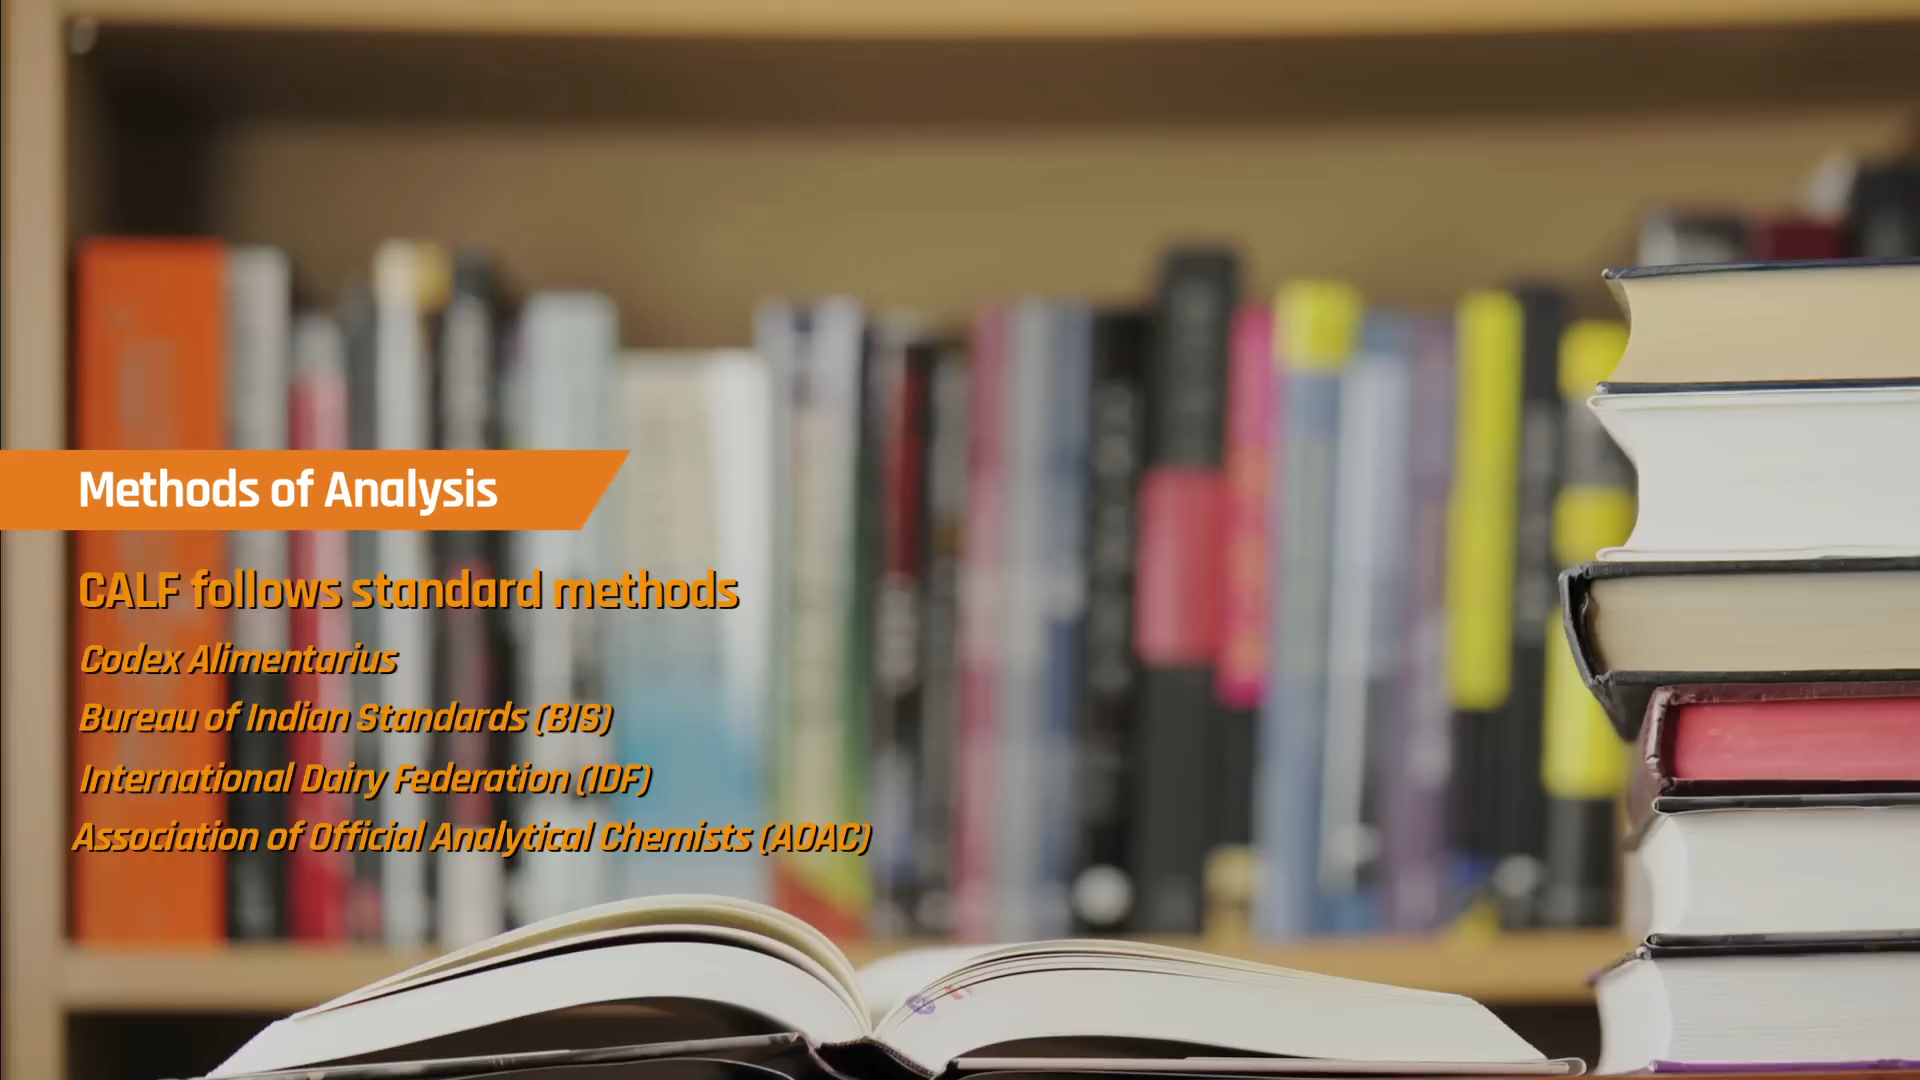 Methods of Analysis
CALF follows standard methods
Codex Alimentarius
Bureau of Indian Standards (BIS)
International Dairy Federation (IDF)
Association of Official Analytical Chemists (AOAC)